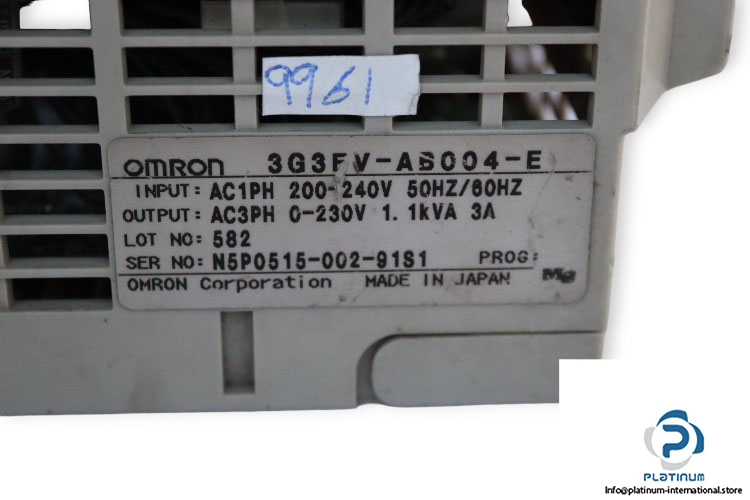 9961
OMRON 3G3EV-AB004-E
INPUT: AC1PH 200-240V 50HZ/60HZ
OUTPUT: AC3PH 0-230V 1.1kVA 3A
LOT NO: 582
SER NO: N5P0515-002-91S1 PROG:
OMRON Corporation MADE IN JAPAN
PLATINUM
Info@platinum-international.store